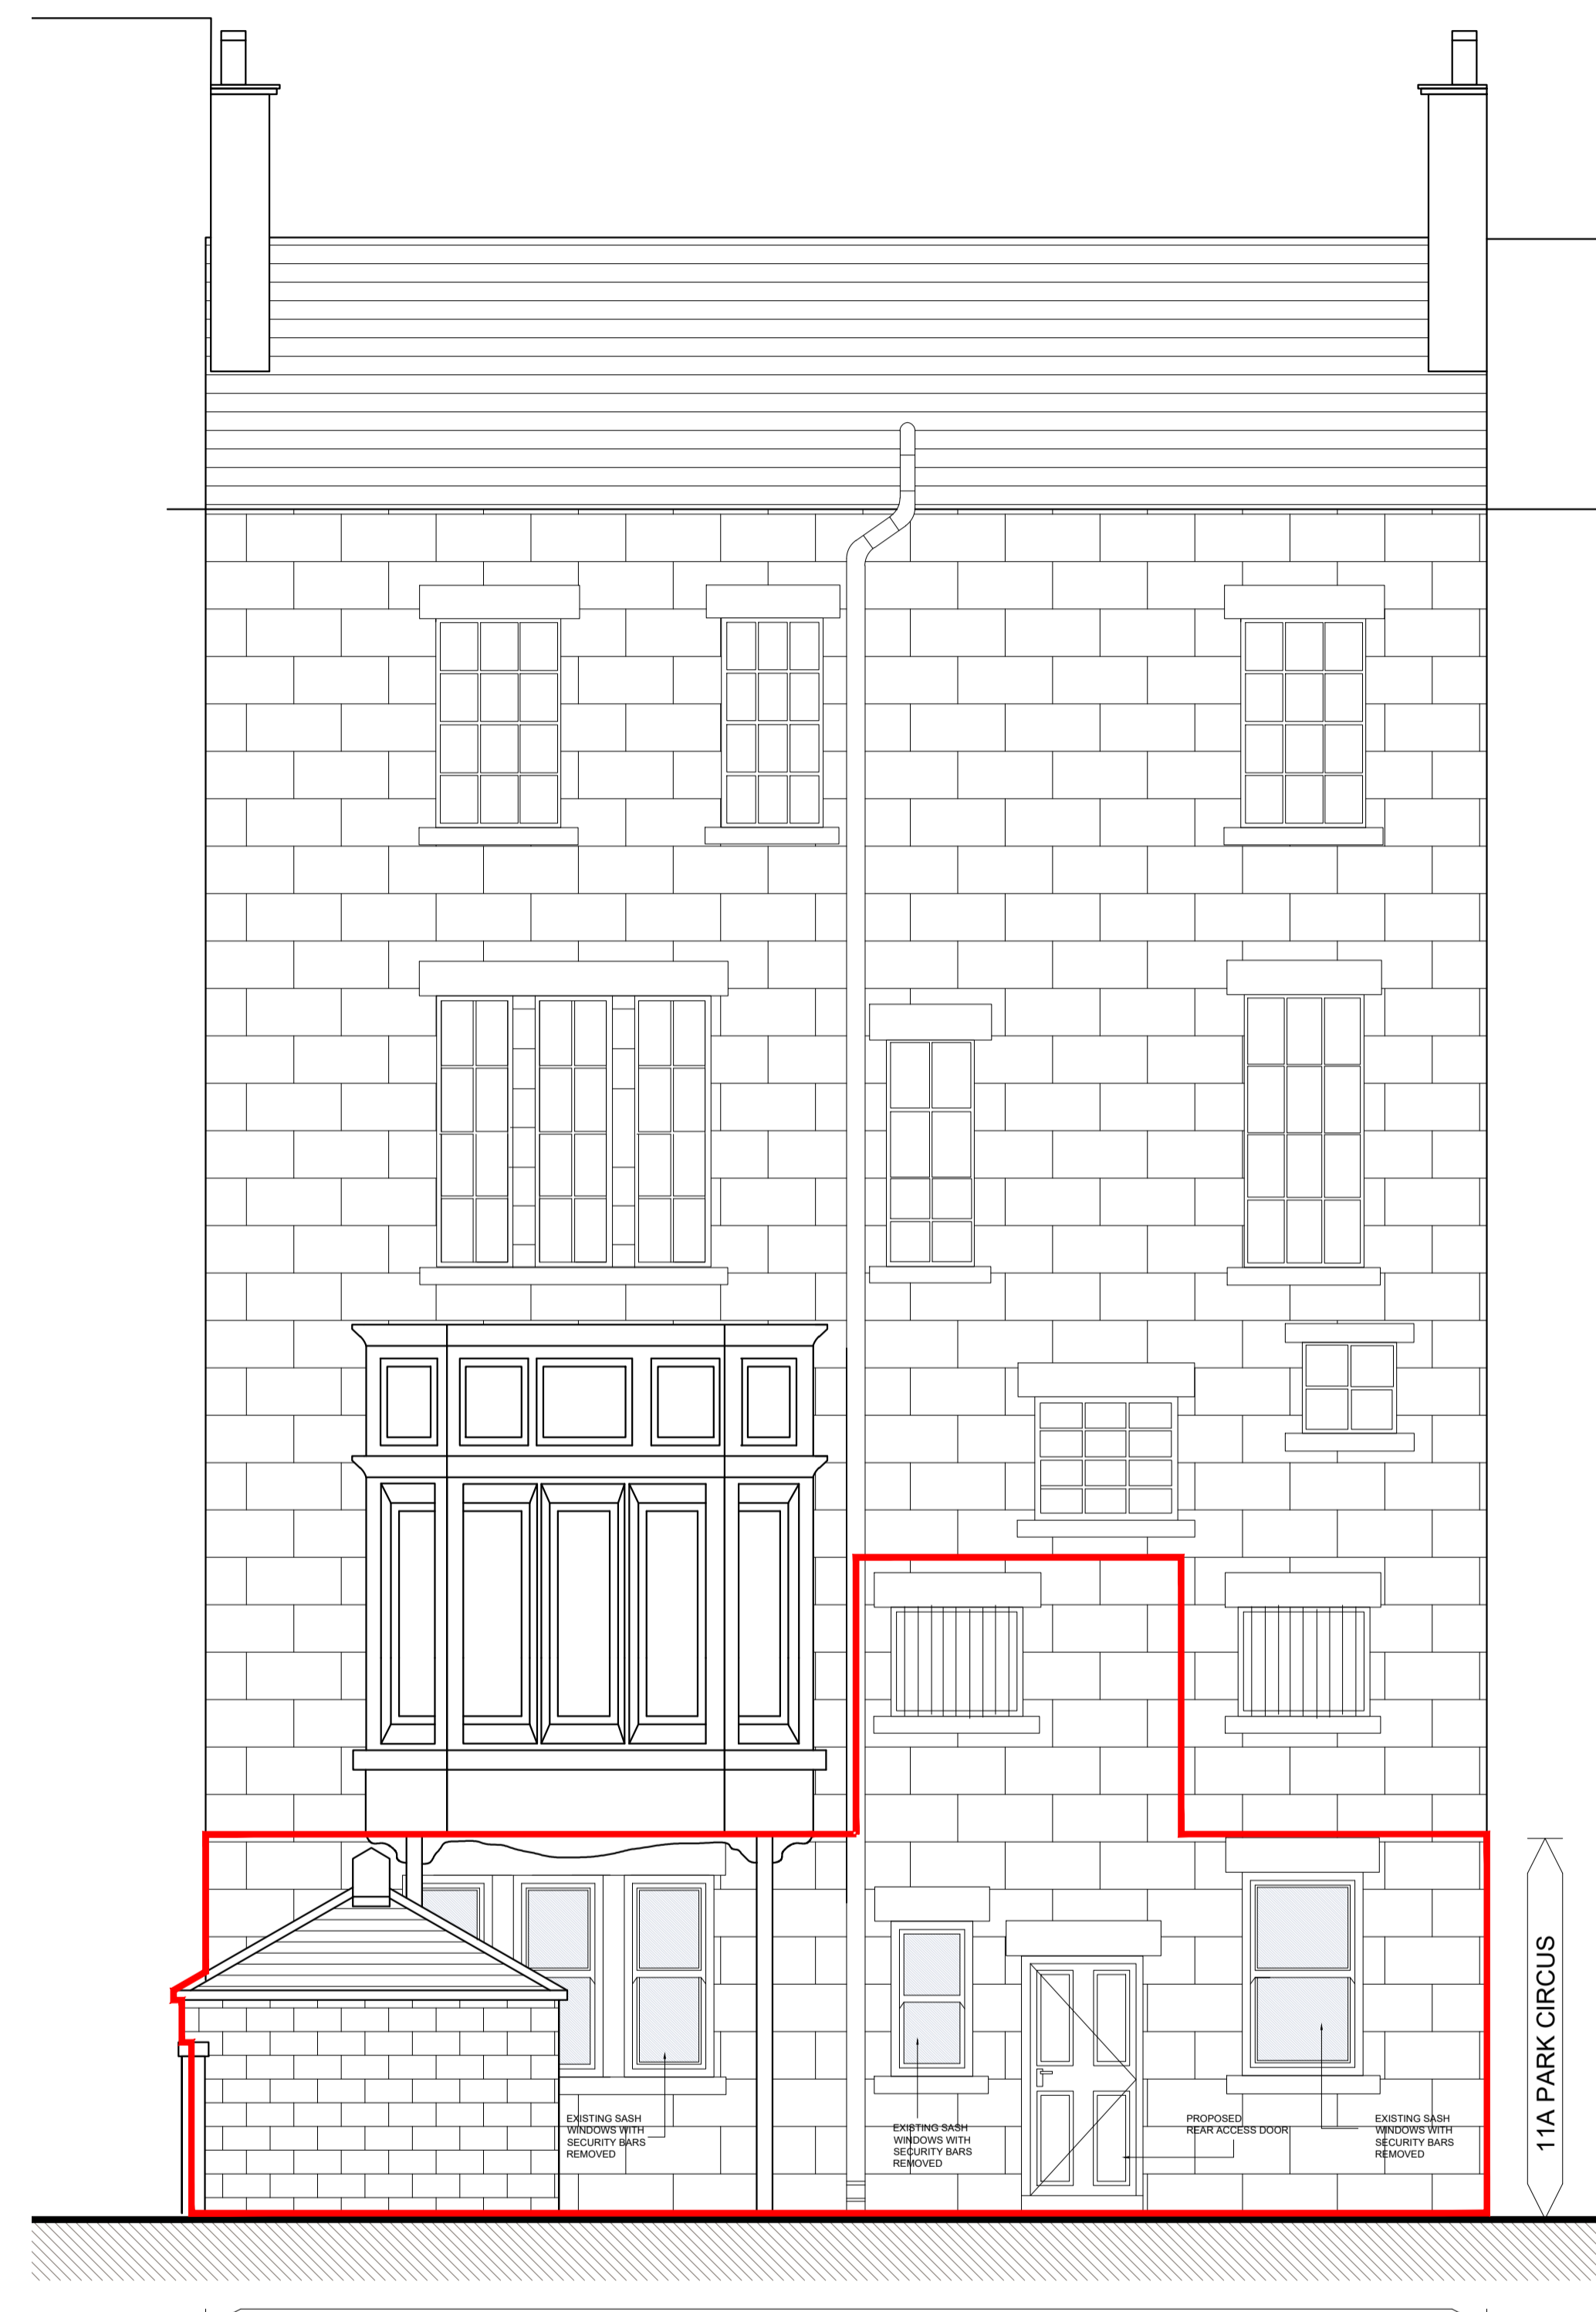 EXISTING SASH
WINDOWS WITH
SECURITY BARS
REMOVED
EXISTING SASH
WINDOWS WITH
SECURITY BARS
REMOVED
PROPOSED
REAR ACCESS DOOR
EXISTING SASH
WINDOWS WITH
SECURITY BARS
REMOVED
11A PARK CIRCUS